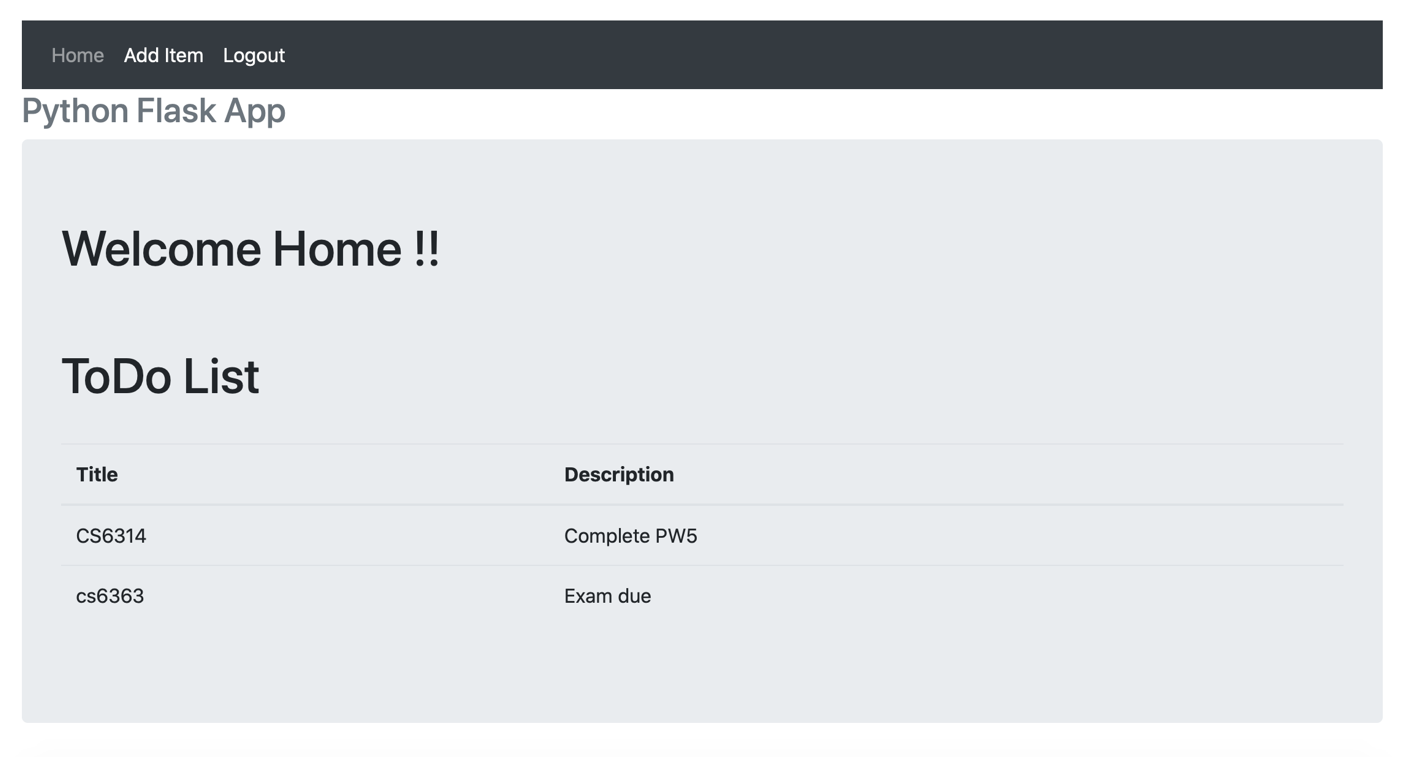 Home Add Item Logout
Python Flask App
Welcome Home !!
ToDo List
Title Description
CS6314 Complete PW5
cs6363 Exam due